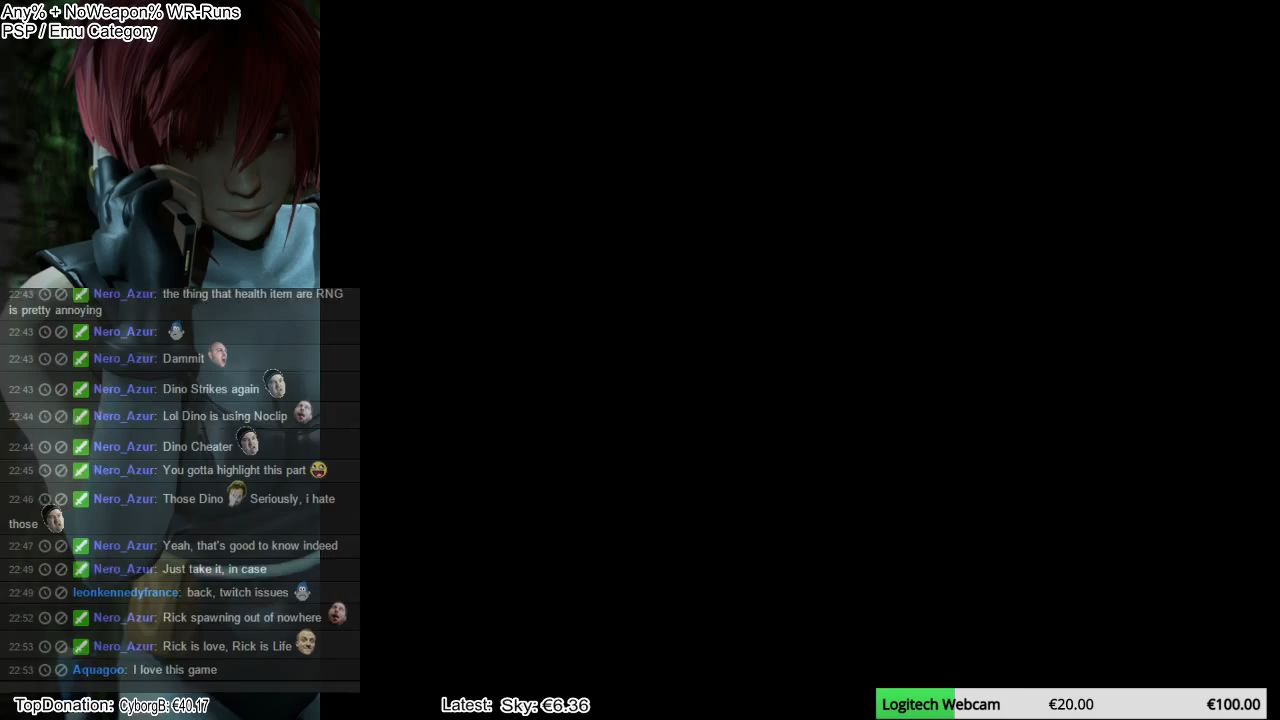 Any% + NoWeapon% WR-Runs
PSP / Emu Category
22:43 Nero_Azur: the thing that health item are RNG
is pretty annoying
22:43 Nero_Azur:
22:43 Nero_Azur: Dammit
22:43 Nero_Azur: Dino Strikes again
22:44 Nero_Azur: Lol Dino is using Noclip
22:44 Nero_Azur: Dino Cheater
22:45 Nero_Azur: You gotta highlight this part
22:46 Nero_Azur: Those Dino Seriously, i hate
those
22:47 Nero_Azur: Yeah, that's good to know indeed
22:49 Nero_Azur: Just take it, in case
22:49 leonkennedyfrance: back, twitch issues
22:52 Nero_Azur: Rick spawning out of nowhere
22:53 Nero_Azur: Rick is love, Rick is Life
22:53 Aquagoo: I love this game
TopDonation: CyborgB: €40.17
Latest: Sky: €6.36
Logitech Webcam €20.00 €100.00